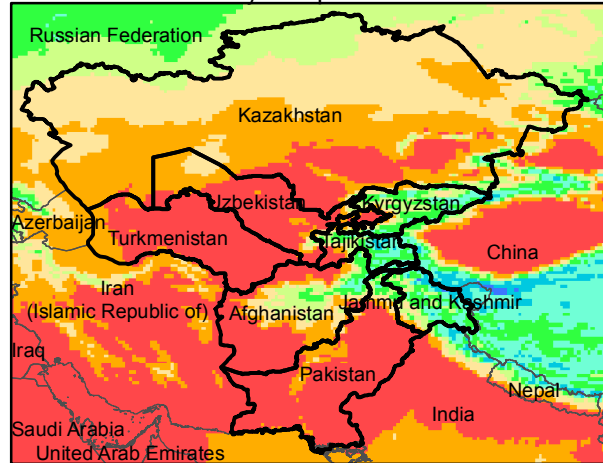 Russian Federation
Kazakhstan
Uzbekistan
Kyrgyzstan
Azerbaijan
Turkmenistan
Tajikistan
China
Iran
(Islamic Republic of)
Afghanistan
Jammu and Kashmir
Iraq
Pakistan
Nepal
India
Saudi Arabia
United Arab Emirates